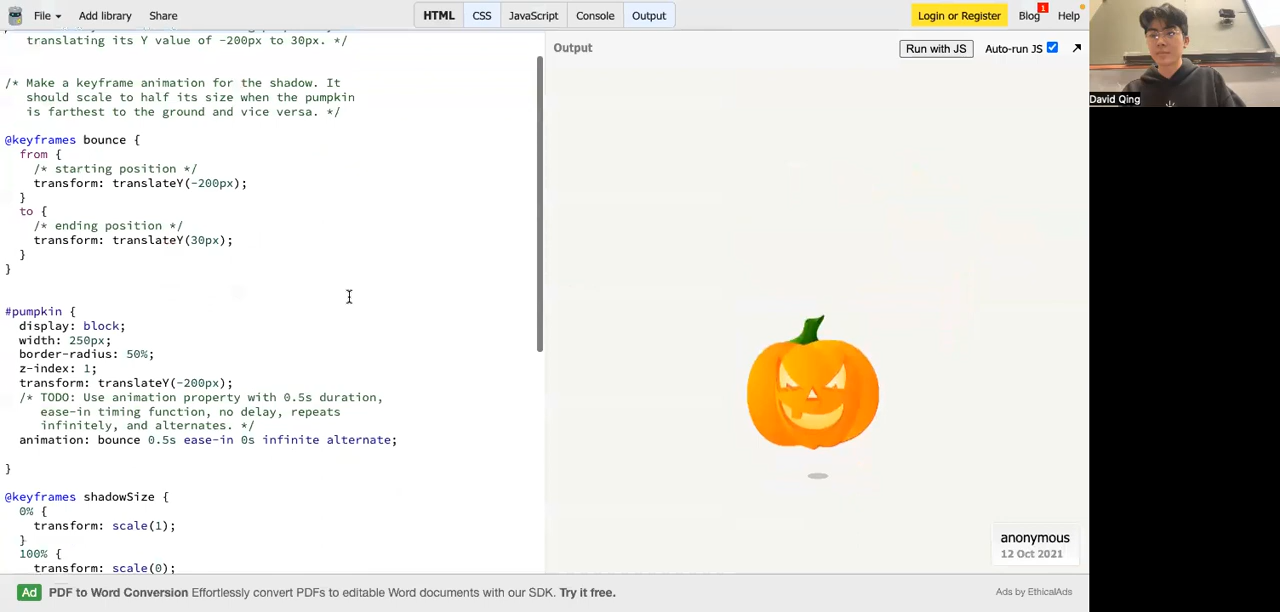 File
Add library
Share
HTML
CSS
JavaScript
Console
Output
Login or Register
Blog
1
Help
translating its Y value of -200px to 30px. */
/* Make a keyframe animation for the shadow. It
should scale to half its size when the pumpkin
is farthest to the ground and vice versa. */
@keyframes bounce {
from {
/* starting position */
transform: translateY(-200px);
}
to {
/* ending position */
transform: translateY(30px);
}
}
#pumpkin {
display: block;
width: 250px;
border-radius: 50%;
z-index: 1;
transform: translateY(-200px);
/* TODO: Use animation property with 0.5s duration,
ease-in timing function, no delay, repeats
infinitely, and alternates. */
animation: bounce 0.5s ease-in 0s infinite alternate;
}
@keyframes shadowSize {
0% {
transform: scale(1);
}
100% {
transform: scale(0);
Output
Run with JS
Auto-run JS
anonymous
12 Oct 2021
Ad PDF to Word Conversion Effortlessly convert PDFs to editable Word documents with our SDK. Try it free.
Ads by EthicalAds
David Qing